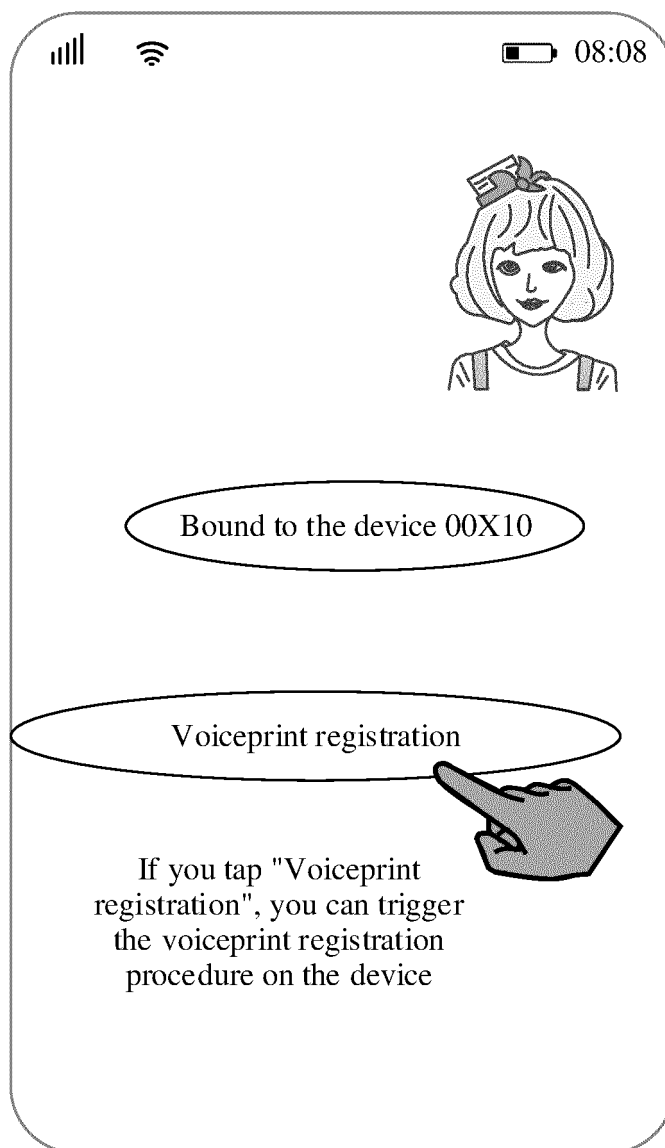 08:08
Bound to the device 00X10
Voiceprint registration
If you tap "Voiceprint
registration", you can trigger
the voiceprint registration
procedure on the device